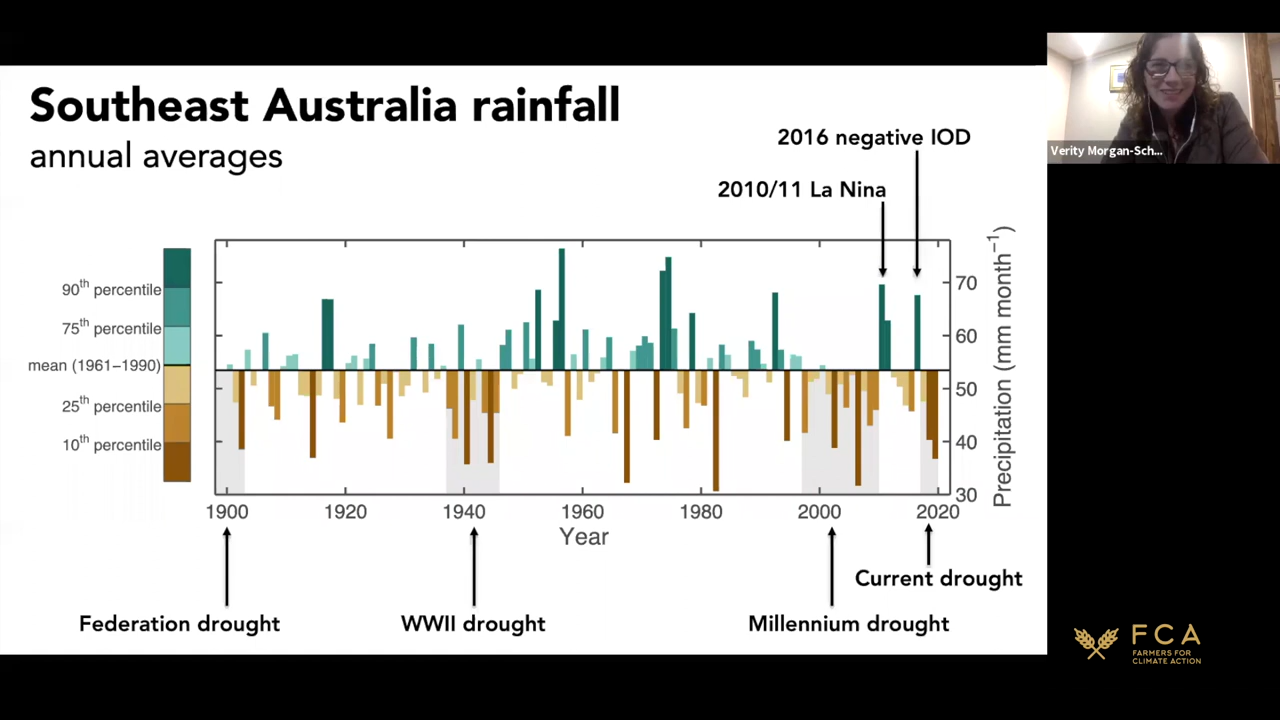 Southeast Australia rainfall
annual averages
2016 negative IOD
2010/11 La Nina
90th percentile
75th percentile
mean (1961–1990)
25th percentile
10th percentile
70
60
50
40
30
Precipitation (mm month−1)
1900 1920 1940 1960 1980 2000 2020
Year
Federation drought
WWII drought
Millennium drought
Current drought
Verity Morgan-Sch...
FCA
FARMERS FOR
CLIMATE ACTION